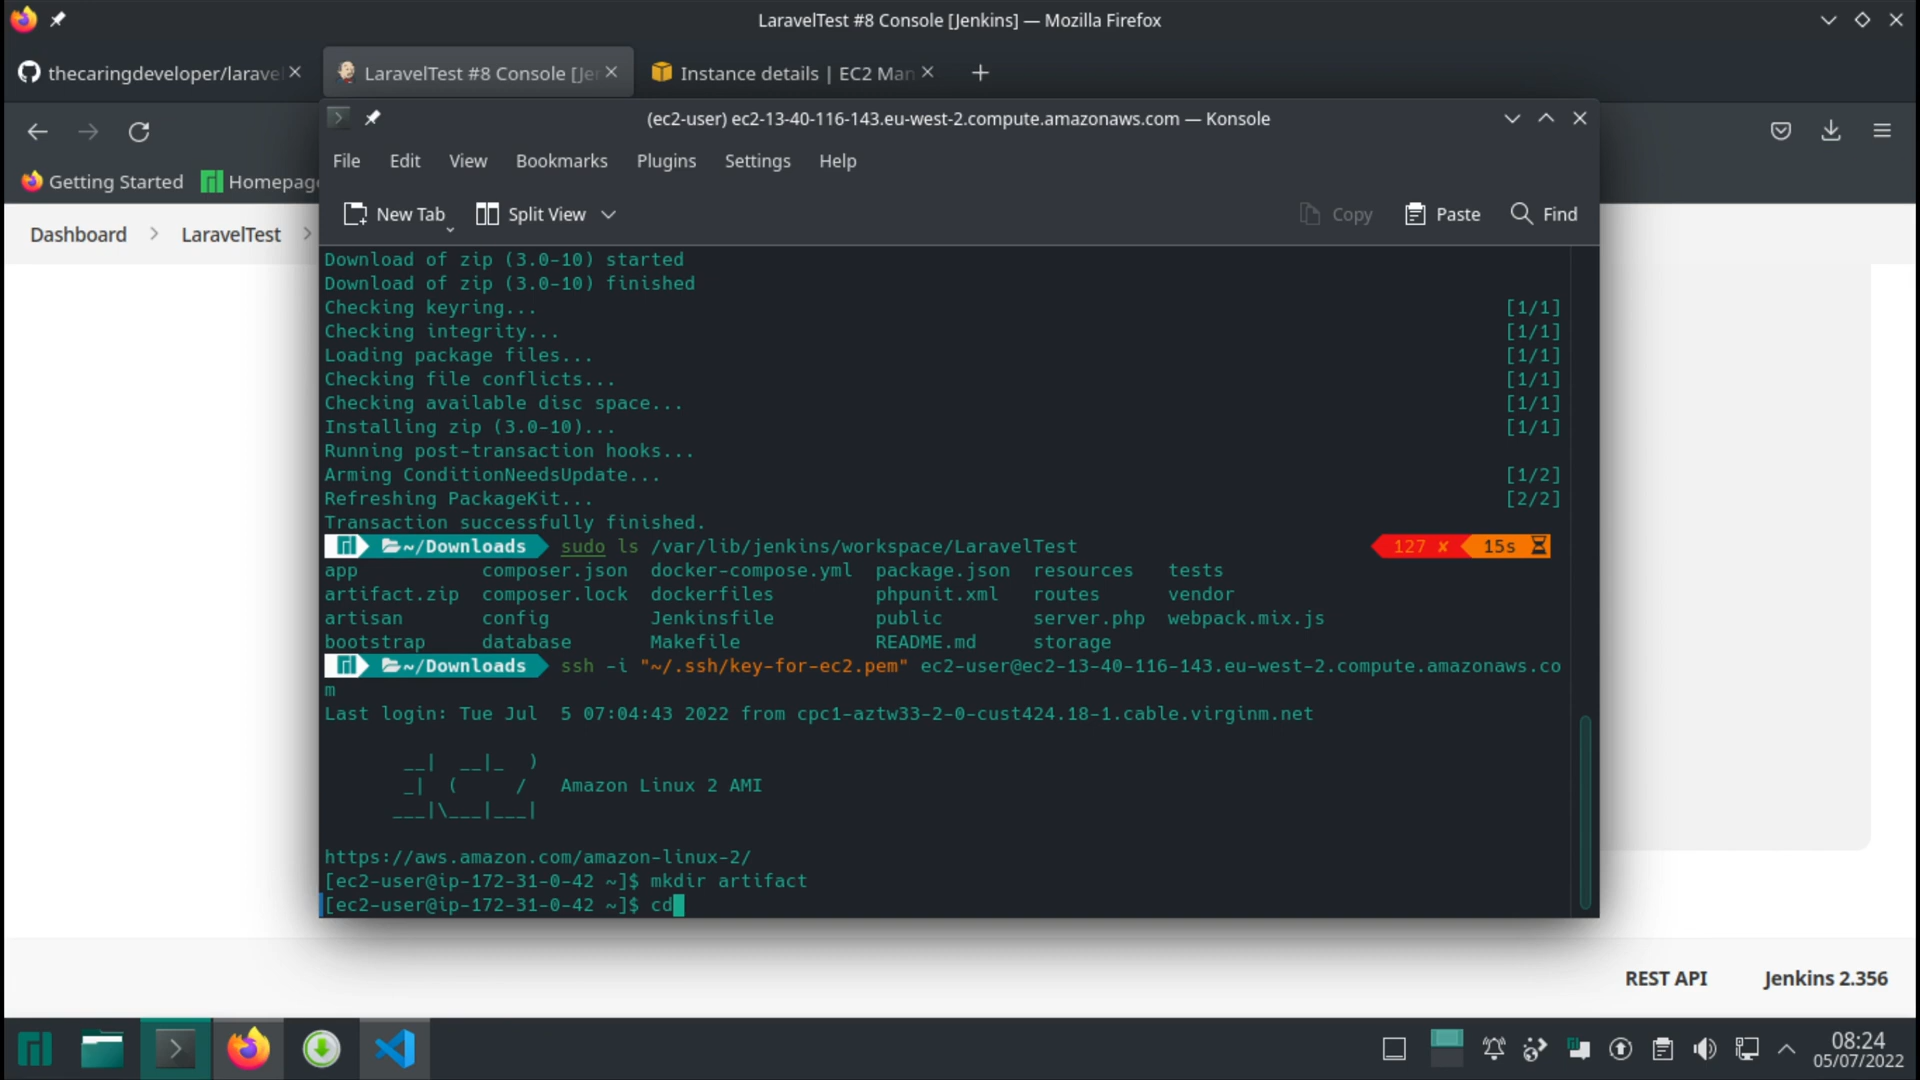 LaravelTest #8 Console [Jenkins] — Mozilla Firefox
thecaringdeveloper/larave
LaravelTest #8 Console [Je
Instance details | EC2 Man
(ec2-user) ec2-13-40-116-143.eu-west-2.compute.amazonaws.com — Konsole
File Edit View Bookmarks Plugins Settings Help
Getting Started Homepage
New Tab Split View Copy Paste Find
Dashboard > LaravelTest >
Download of zip (3.0-10) started
Download of zip (3.0-10) finished
Checking keyring... [1/1]
Checking integrity... [1/1]
Loading package files... [1/1]
Checking file conflicts... [1/1]
Checking available disc space... [1/1]
Installing zip (3.0-10)... [1/1]
Running post-transaction hooks...
Arming ConditionNeedsUpdate... [1/2]
Refreshing PackageKit... [2/2]
Transaction successfully finished.
~/Downloads sudo ls /var/lib/jenkins/workspace/LaravelTest 127 ✘ 15s
app composer.json docker-compose.yml package.json resources tests
artifact.zip composer.lock dockerfiles phpunit.xml routes vendor
artisan config Jenkinsfile public server.php webpack.mix.js
bootstrap database Makefile README.md storage
~/Downloads ssh -i "~/.ssh/key-for-ec2.pem" ec2-user@ec2-13-40-116-143.eu-west-2.compute.amazonaws.co
m
Last login: Tue Jul  5 07:04:43 2022 from cpc1-aztw33-2-0-cust424.18-1.cable.virginm.net
__|  __|_  )
_|  (     /   Amazon Linux 2 AMI
___|\___|___|
https://aws.amazon.com/amazon-linux-2/
[ec2-user@ip-172-31-0-42 ~]$ mkdir artifact
[ec2-user@ip-172-31-0-42 ~]$ cd
REST API Jenkins 2.356
08:24
05/07/2022